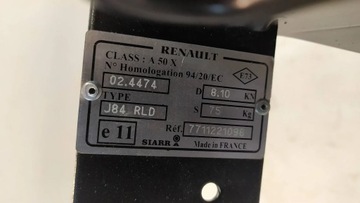 RENAULT
CLASS : A 50 X
N° Homologation 94/20/EC
02.4474 D 8.10 KN
TYPE S 75 Kg
J84 RLD
Réf. 7711221096
e 11 SIARR Made in FRANCE